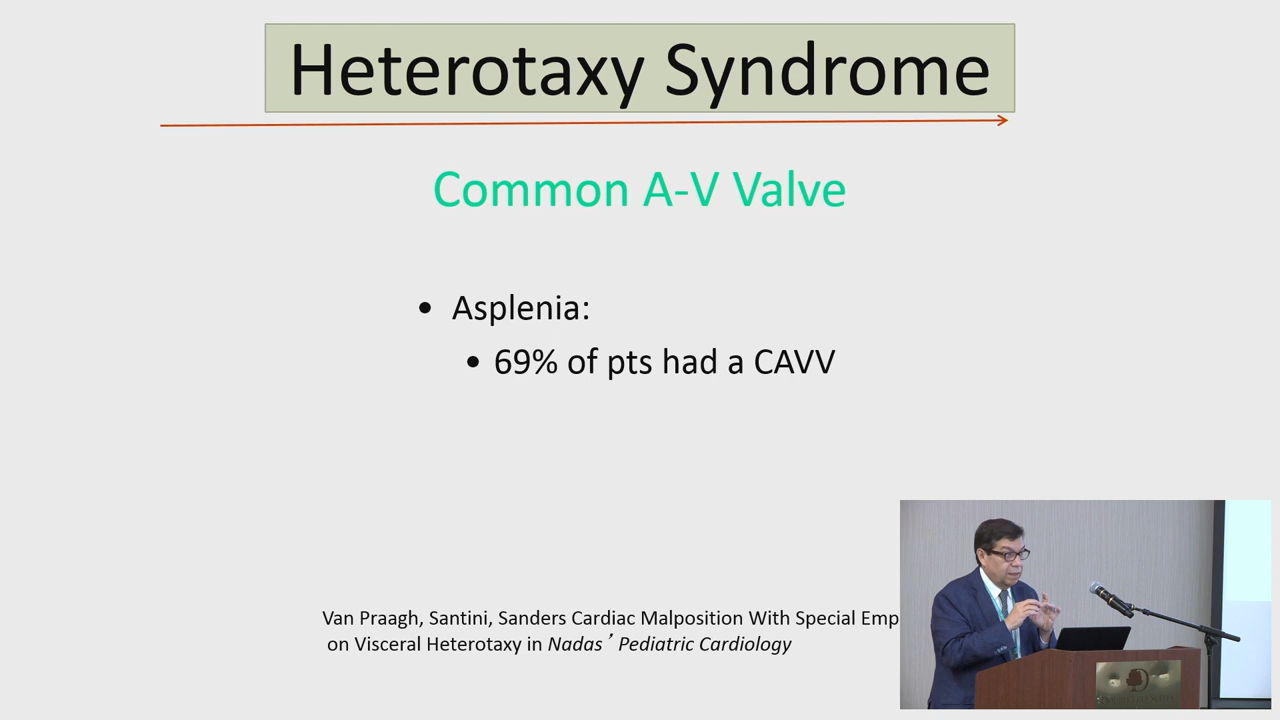 Heterotaxy Syndrome
Common A-V Valve
• Asplenia:
• 69% of pts had a CAVV
Van Praagh, Santini, Sanders Cardiac Malposition With Special Emp
on Visceral Heterotaxy in Nadas’ Pediatric Cardiology